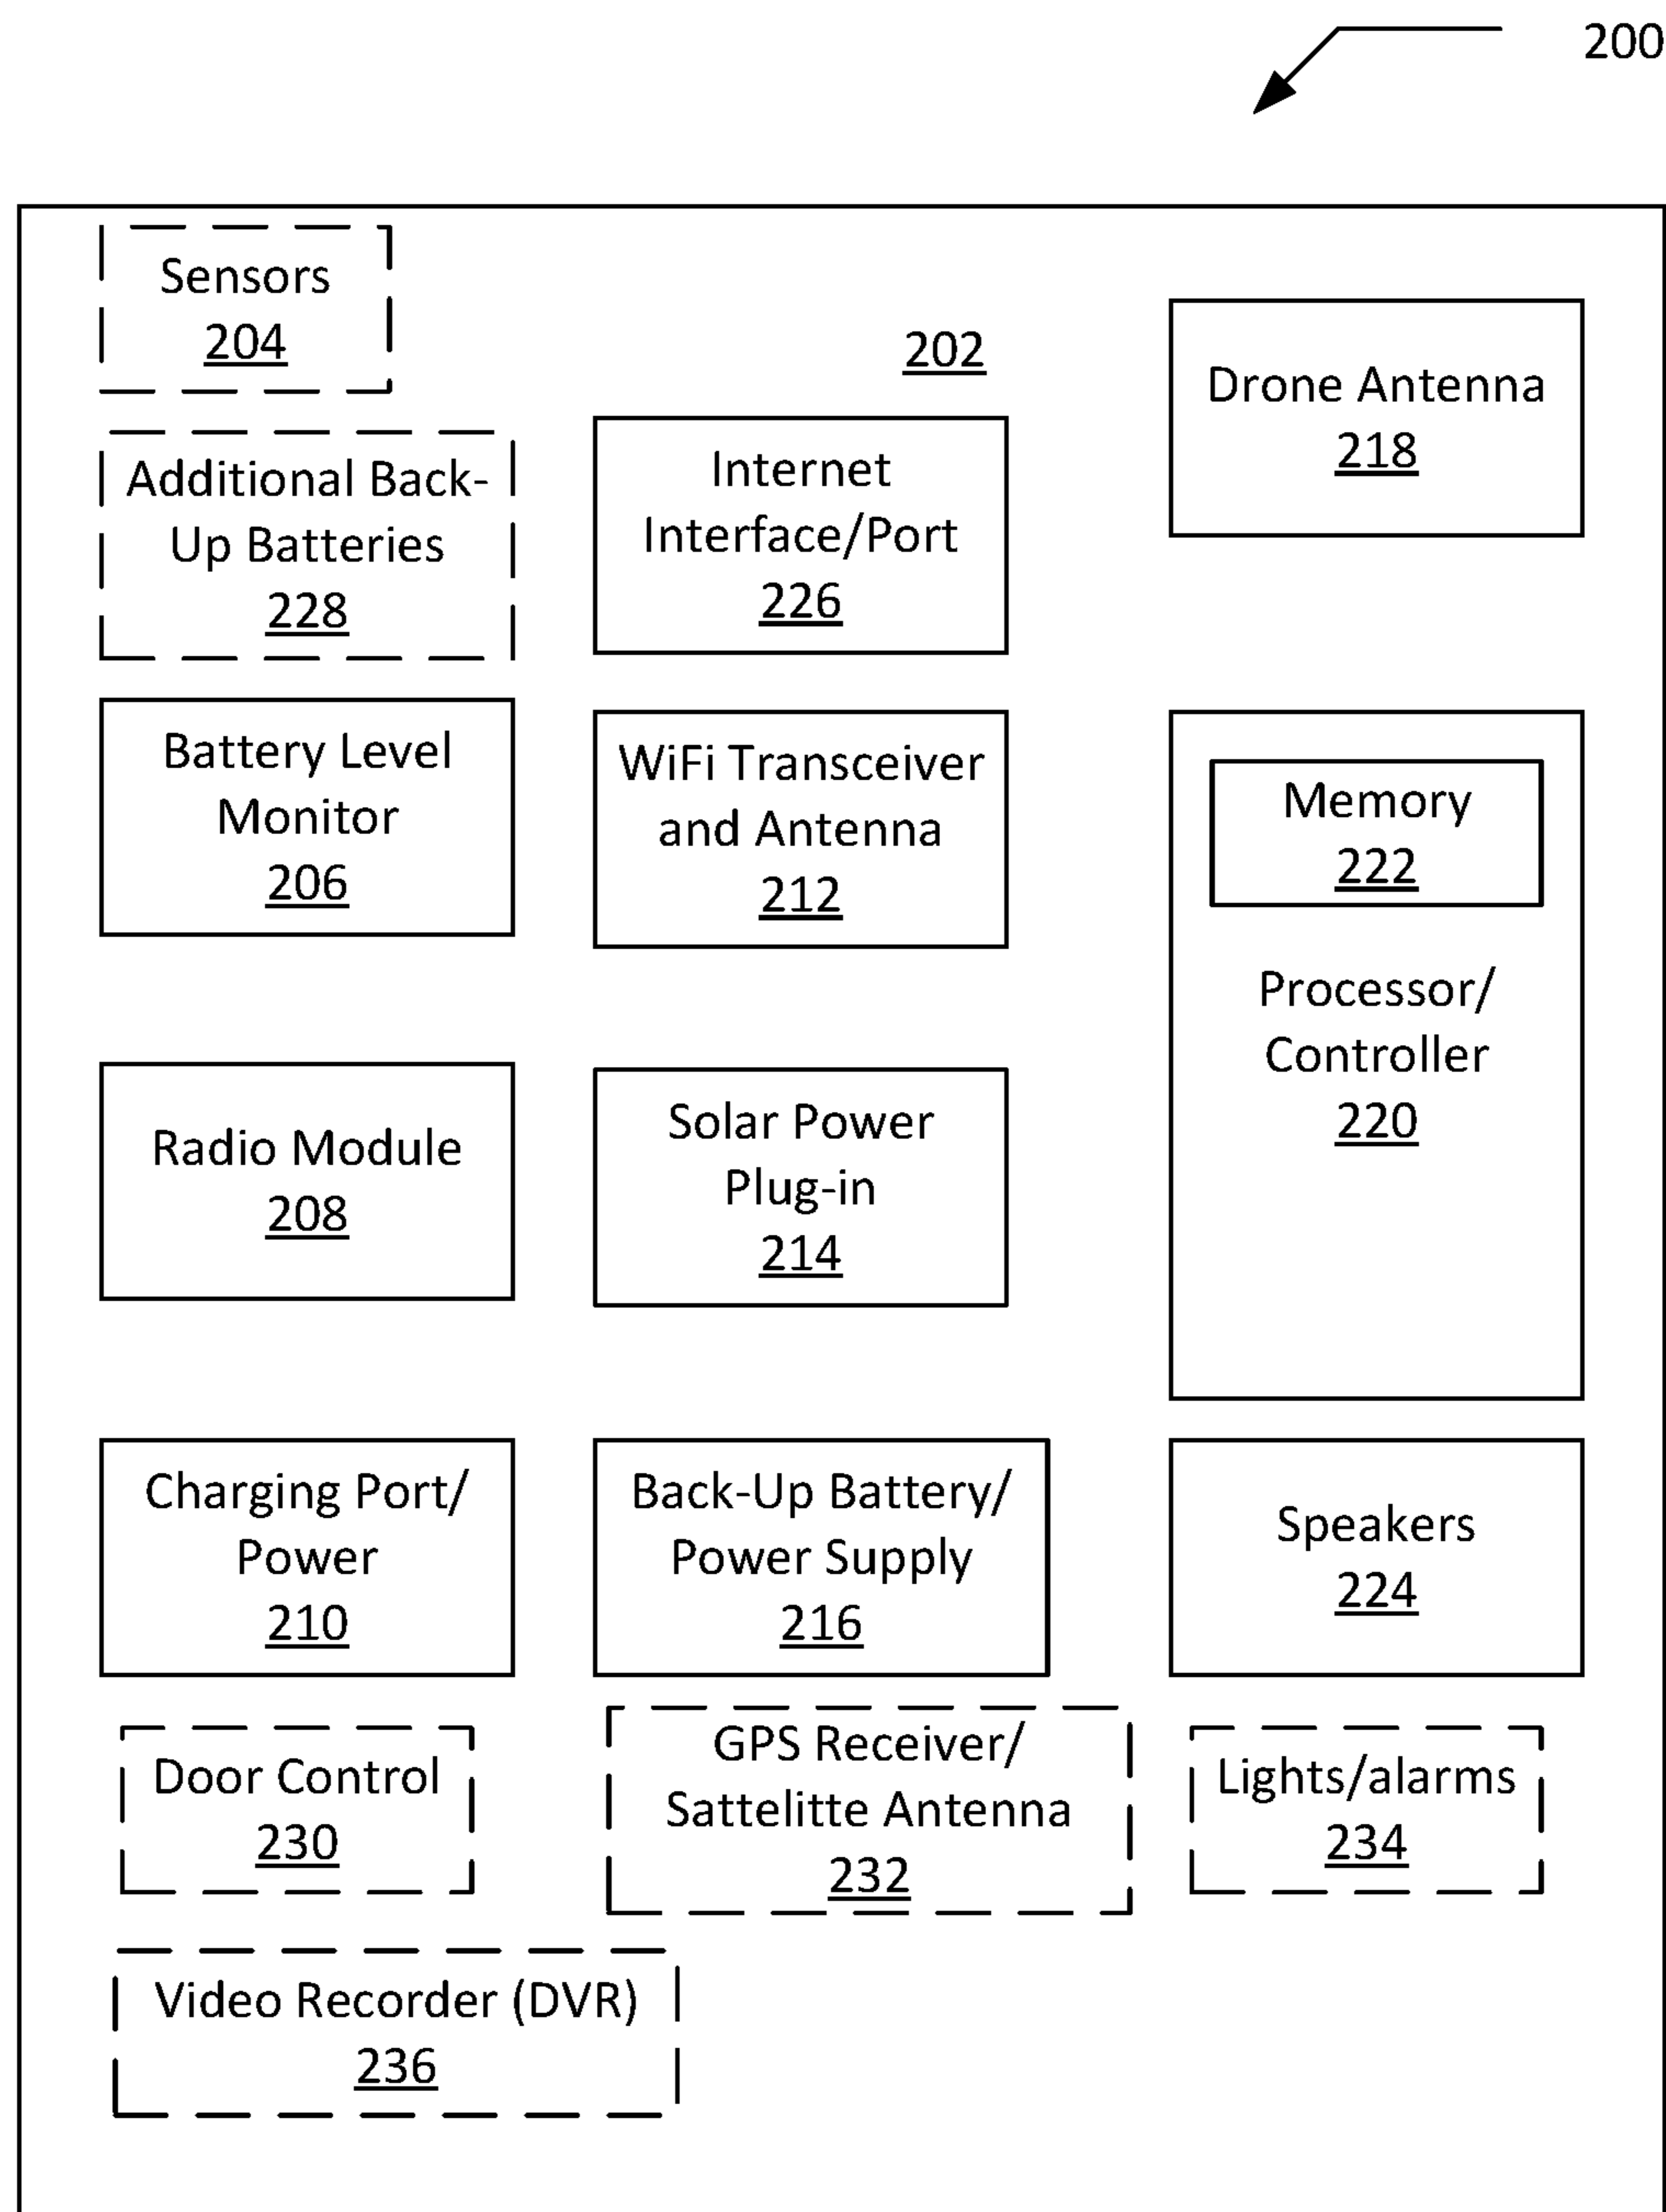 200
Sensors
204
202
Drone Antenna
218
Additional Back-
Up Batteries
228
Internet
Interface/Port
226
Battery Level
Monitor
206
WiFi Transceiver
and Antenna
212
Memory
222
Processor/
Controller
220
Radio Module
208
Solar Power
Plug-in
214
Charging Port/
Power
210
Back-Up Battery/
Power Supply
216
Speakers
224
Door Control
230
GPS Receiver/
Sattelitte Antenna
232
Lights/alarms
234
Video Recorder (DVR)
236